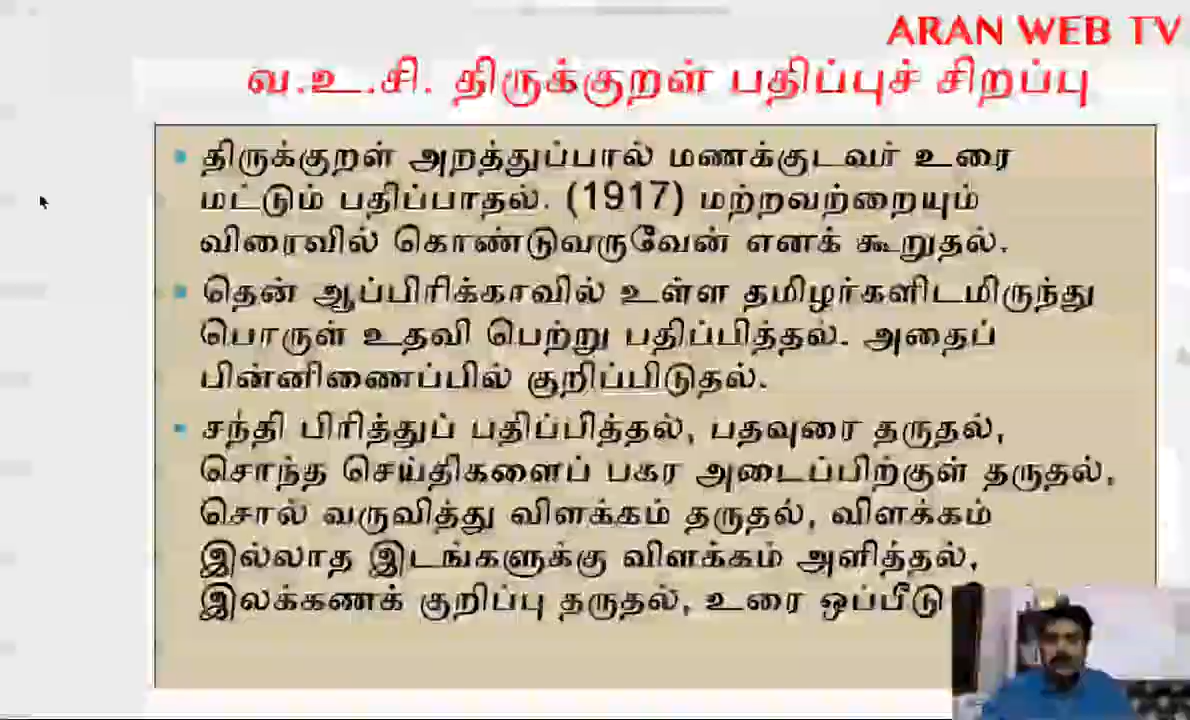 ARAN WEB TV
வ.உ.சி. திருக்குறள் பதிப்புச் சிறப்பு
திருக்குறள் அறத்துப்பால் மணக்குடவர் உரை
மட்டும் பதிப்பாதல். (1917) மற்றவற்றையும்
விரைவில் கொண்டுவருவேன் எனக் கூறுதல்.
தென் ஆப்பிரிக்காவில் உள்ள தமிழர்களிடமிருந்து
பொருள் உதவி பெற்று பதிப்பித்தல். அதைப்
பின்னிணைப்பில் குறிப்பிடுதல்.
சந்தி பிரித்துப் பதிப்பித்தல், பதவுரை தருதல்,
சொந்த செய்திகளைப் பகர அடைப்பிற்குள் தருதல்,
சொல் வருவித்து விளக்கம் தருதல், விளக்கம்
இல்லாத இடங்களுக்கு விளக்கம் அளித்தல்,
இலக்கணக் குறிப்பு தருதல், உரை ஒப்பீடு